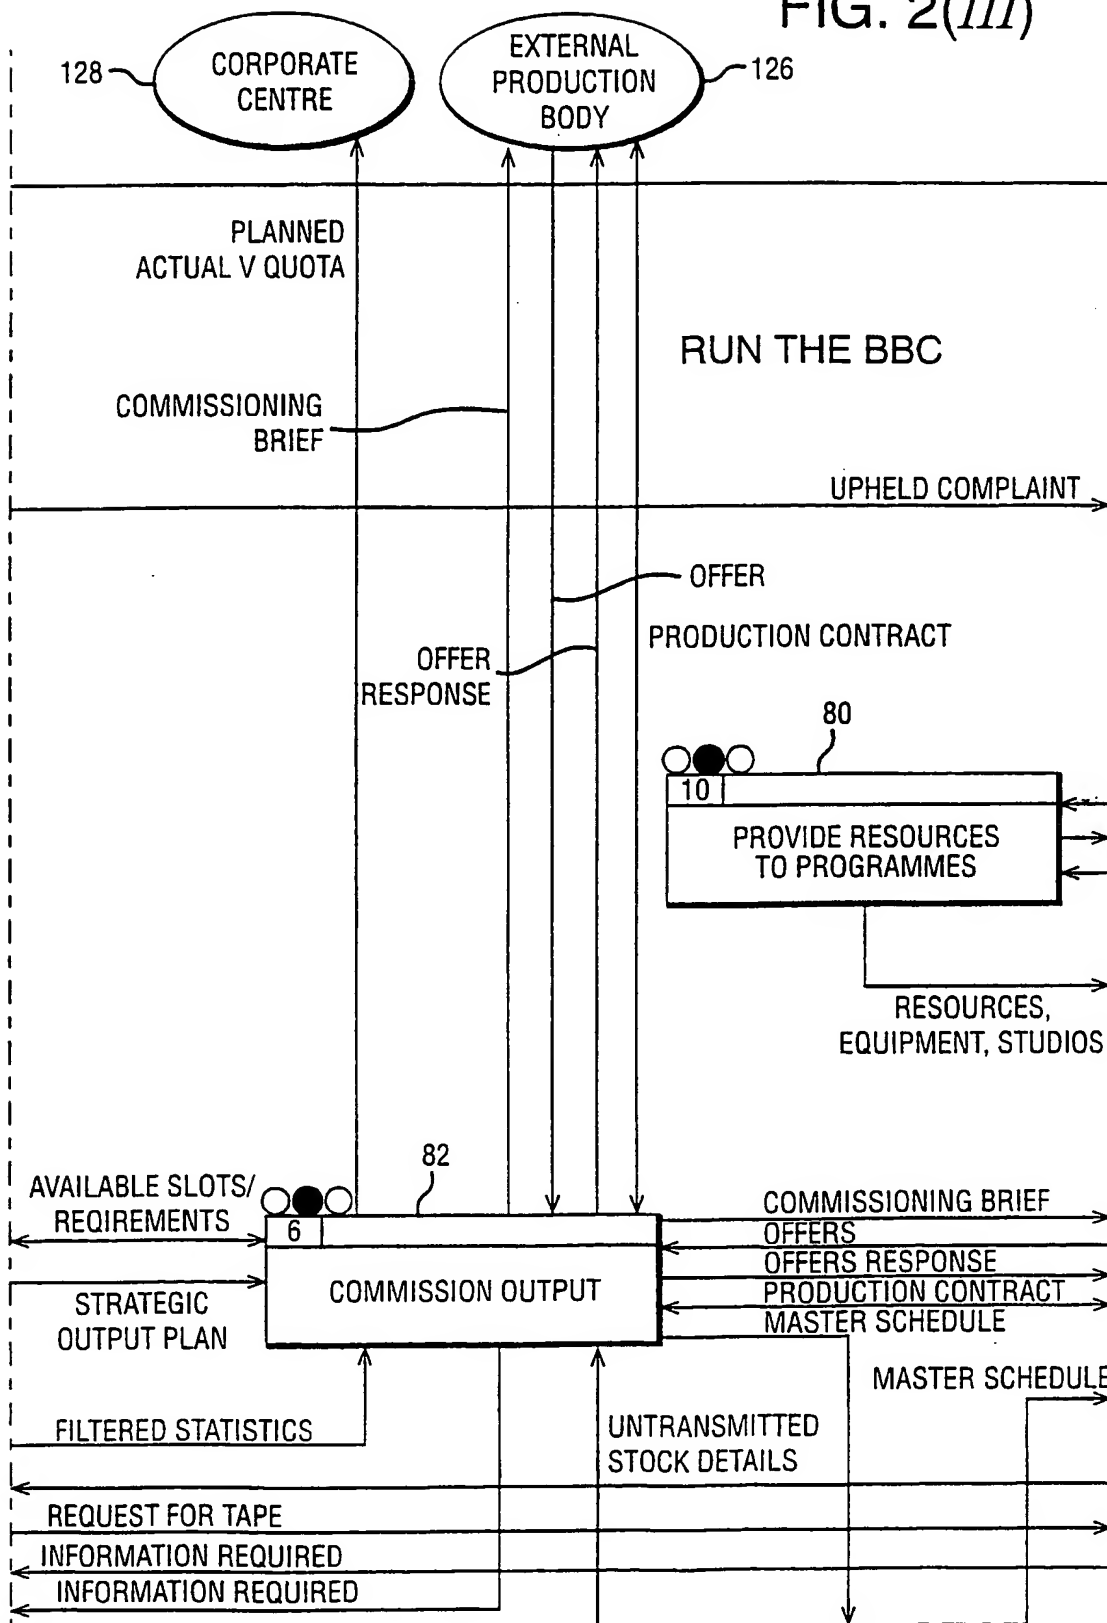 FIG. 2(III)
128
CORPORATE
CENTRE
EXTERNAL
PRODUCTION
BODY
126
PLANNED
ACTUAL V QUOTA
RUN THE BBC
COMMISSIONING
BRIEF
UPHELD COMPLAINT
OFFER
PRODUCTION CONTRACT
OFFER
RESPONSE
80
10
PROVIDE RESOURCES
TO PROGRAMMES
RESOURCES,
EQUIPMENT, STUDIOS
82
AVAILABLE SLOTS/
REQIREMENTS
6
COMMISSION OUTPUT
COMMISSIONING BRIEF
OFFERS
OFFERS RESPONSE
PRODUCTION CONTRACT
MASTER SCHEDULE
STRATEGIC
OUTPUT PLAN
MASTER SCHEDULE
FILTERED STATISTICS
UNTRANSMITTED
STOCK DETAILS
REQUEST FOR TAPE
INFORMATION REQUIRED
INFORMATION REQUIRED